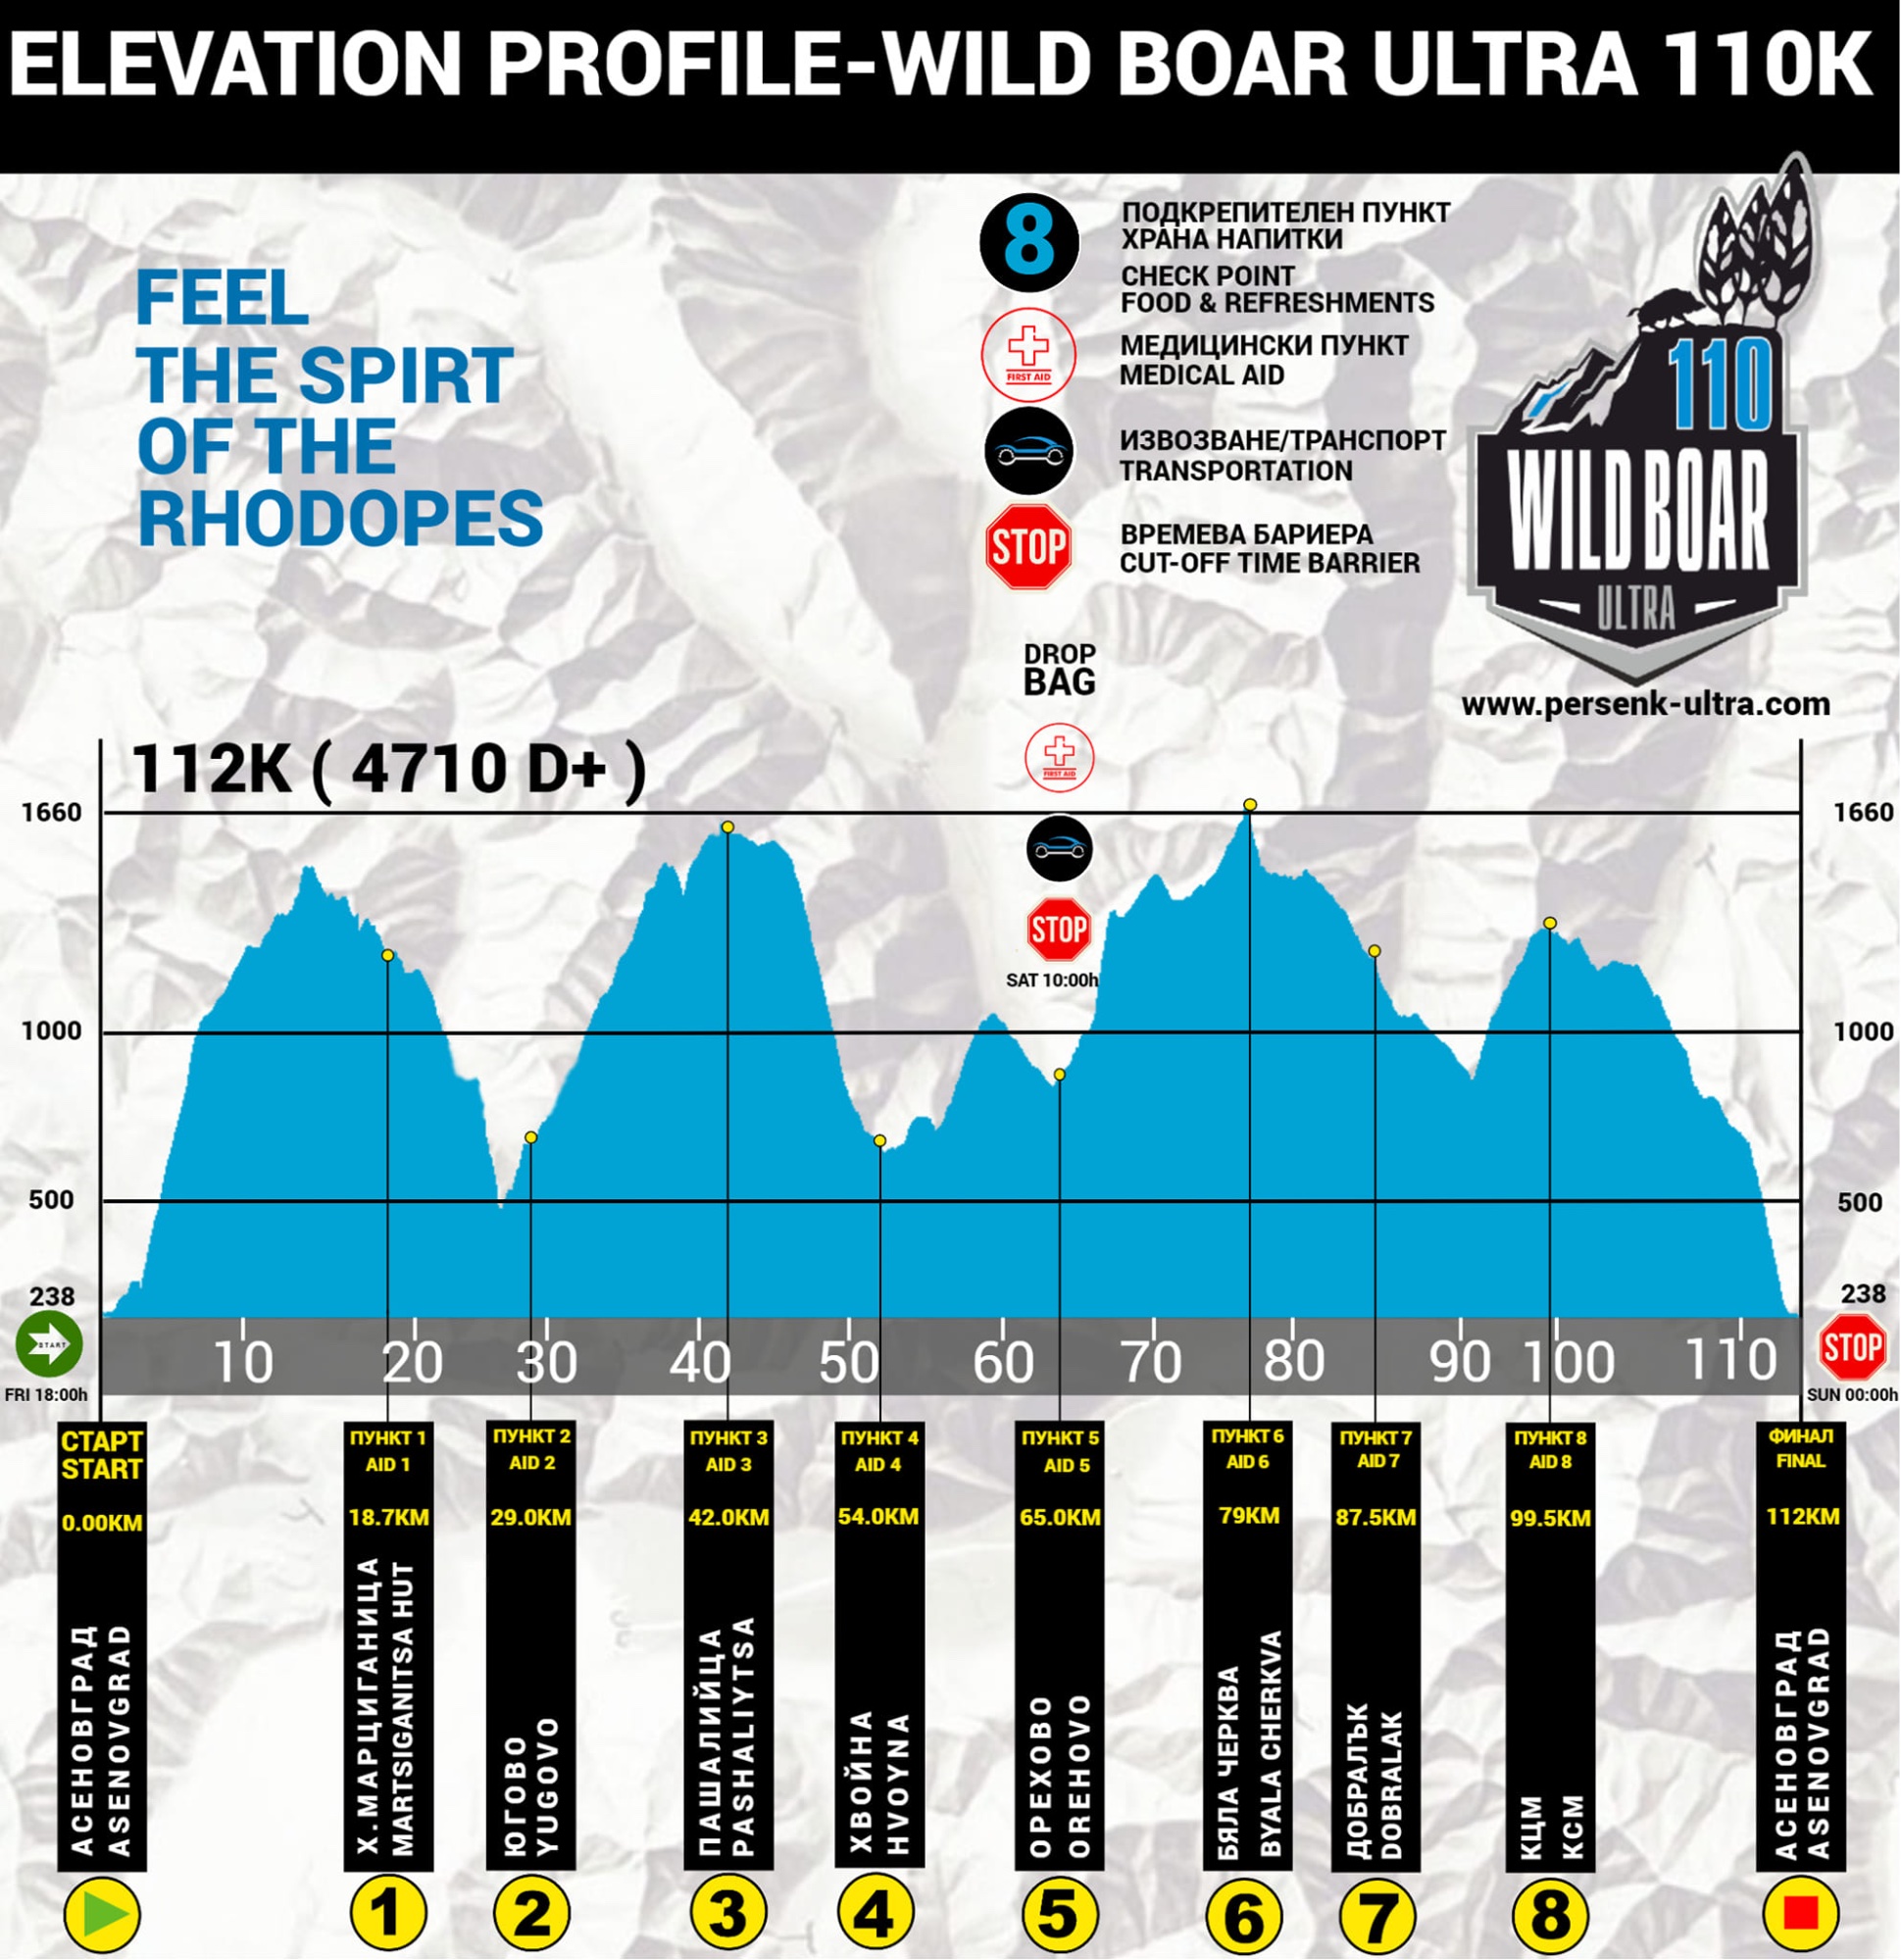 ELEVATION PROFILE-WILD BOAR ULTRA 110K
FEEL
THE SPIRT
OF THE
RHODOPES
8
ПОДКРЕПИТЕЛЕН ПУНКТ
ХРАНА НАПИТКИ
CHECK POINT
FOOD & REFRESHMENTS
FIRST AID
МЕДИЦИНСКИ ПУНКТ
MEDICAL AID
ИЗВОЗВАНЕ/ТРАНСПОРТ
TRANSPORTATION
STOP
ВРЕМЕВА БАРИЕРА
CUT-OFF TIME BARRIER
110
WILD BOAR
ULTRA
www.persenk-ultra.com
DROP
BAG
FIRST AID
STOP
SAT 10:00h
112K ( 4710 D+ )
1660
1660
1000
1000
500
500
238
238
START
FRI 18:00h
10 20 30 40 50 60 70 80 90 100 110
STOP
SUN 00:00h
СТАРТ
START
0.00KM
АСЕНОВГРАД
ASENOVGRAD
ПУНКТ 1
AID 1
18.7KM
Х.МАРЦИГАНИЦА
MARTSIGANITSA HUT
1
ПУНКТ 2
AID 2
29.0KM
ЮГОВО
YUGOVO
2
ПУНКТ 3
AID 3
42.0KM
ПАШАЛИЙЦА
PASHALIYTSA
3
ПУНКТ 4
AID 4
54.0KM
ХВОЙНА
HVOYNA
4
ПУНКТ 5
AID 5
65.0KM
ОРЕХОВО
OREHOVO
5
ПУНКТ 6
AID 6
79KM
БЯЛА ЧЕРКВА
BYALA CHERKVA
6
ПУНКТ 7
AID 7
87.5KM
ДОБРАЛЪК
DOBRALAK
7
ПУНКТ 8
AID 8
99.5KM
КЦМ
KCM
8
ФИНАЛ
FINAL
112KM
АСЕНОВГРАД
ASENOVGRAD